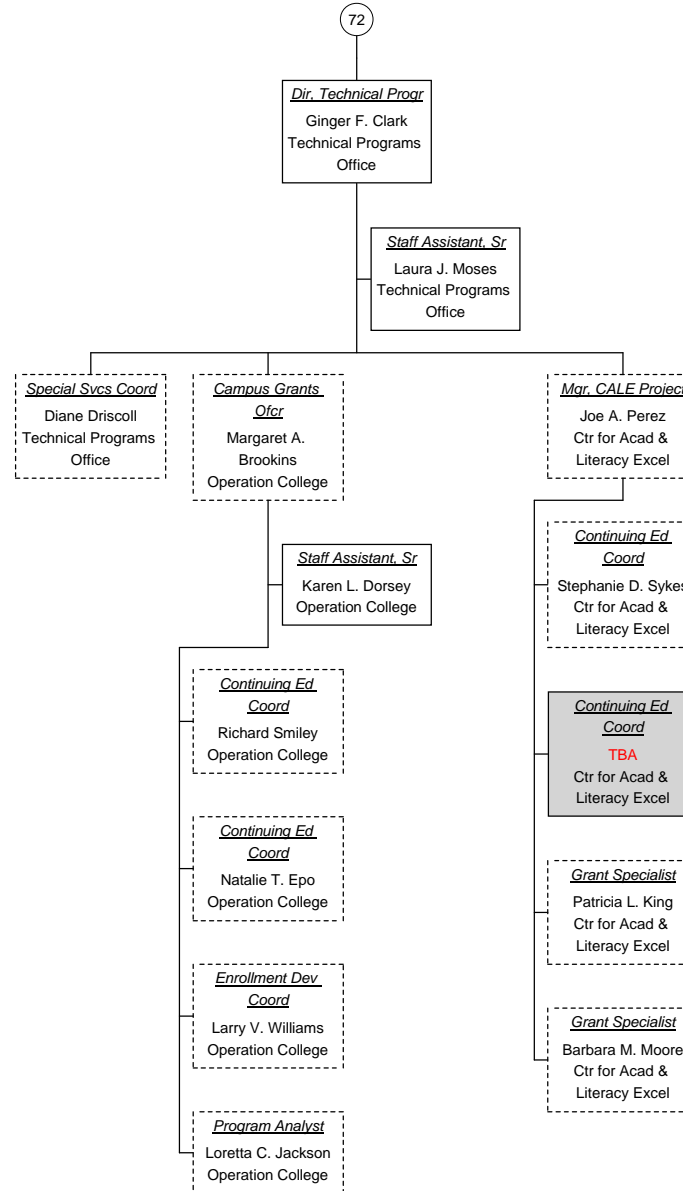 72
Dir, Technical Progr
Ginger F. Clark
Technical Programs
Office
Staff Assistant, Sr
Laura J. Moses
Technical Programs
Office
Special Svcs Coord
Diane Driscoll
Technical Programs
Office
Campus Grants
Ofcr
Margaret A.
Brookins
Operation College
Mgr, CALE Project
Joe A. Perez
Ctr for Acad &
Literacy Excel
Staff Assistant, Sr
Karen L. Dorsey
Operation College
Continuing Ed
Coord
Richard Smiley
Operation College
Continuing Ed
Coord
Natalie T. Epo
Operation College
Enrollment Dev
Coord
Larry V. Williams
Operation College
Program Analyst
Loretta C. Jackson
Operation College
Continuing Ed
Coord
Stephanie D. Sykes
Ctr for Acad &
Literacy Excel
Continuing Ed
Coord
TBA
Ctr for Acad &
Literacy Excel
Grant Specialist
Patricia L. King
Ctr for Acad &
Literacy Excel
Grant Specialist
Barbara M. Moore
Ctr for Acad &
Literacy Excel